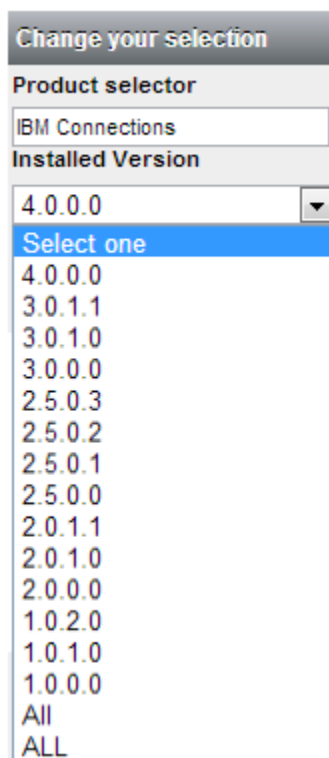 Change your selection
Product selector
IBM Connections
Installed Version
4.0.0.0
Select one
4.0.0.0
3.0.1.1
3.0.1.0
3.0.0.0
2.5.0.3
2.5.0.2
2.5.0.1
2.5.0.0
2.0.1.1
2.0.1.0
2.0.0.0
1.0.2.0
1.0.1.0
1.0.0.0
All
ALL